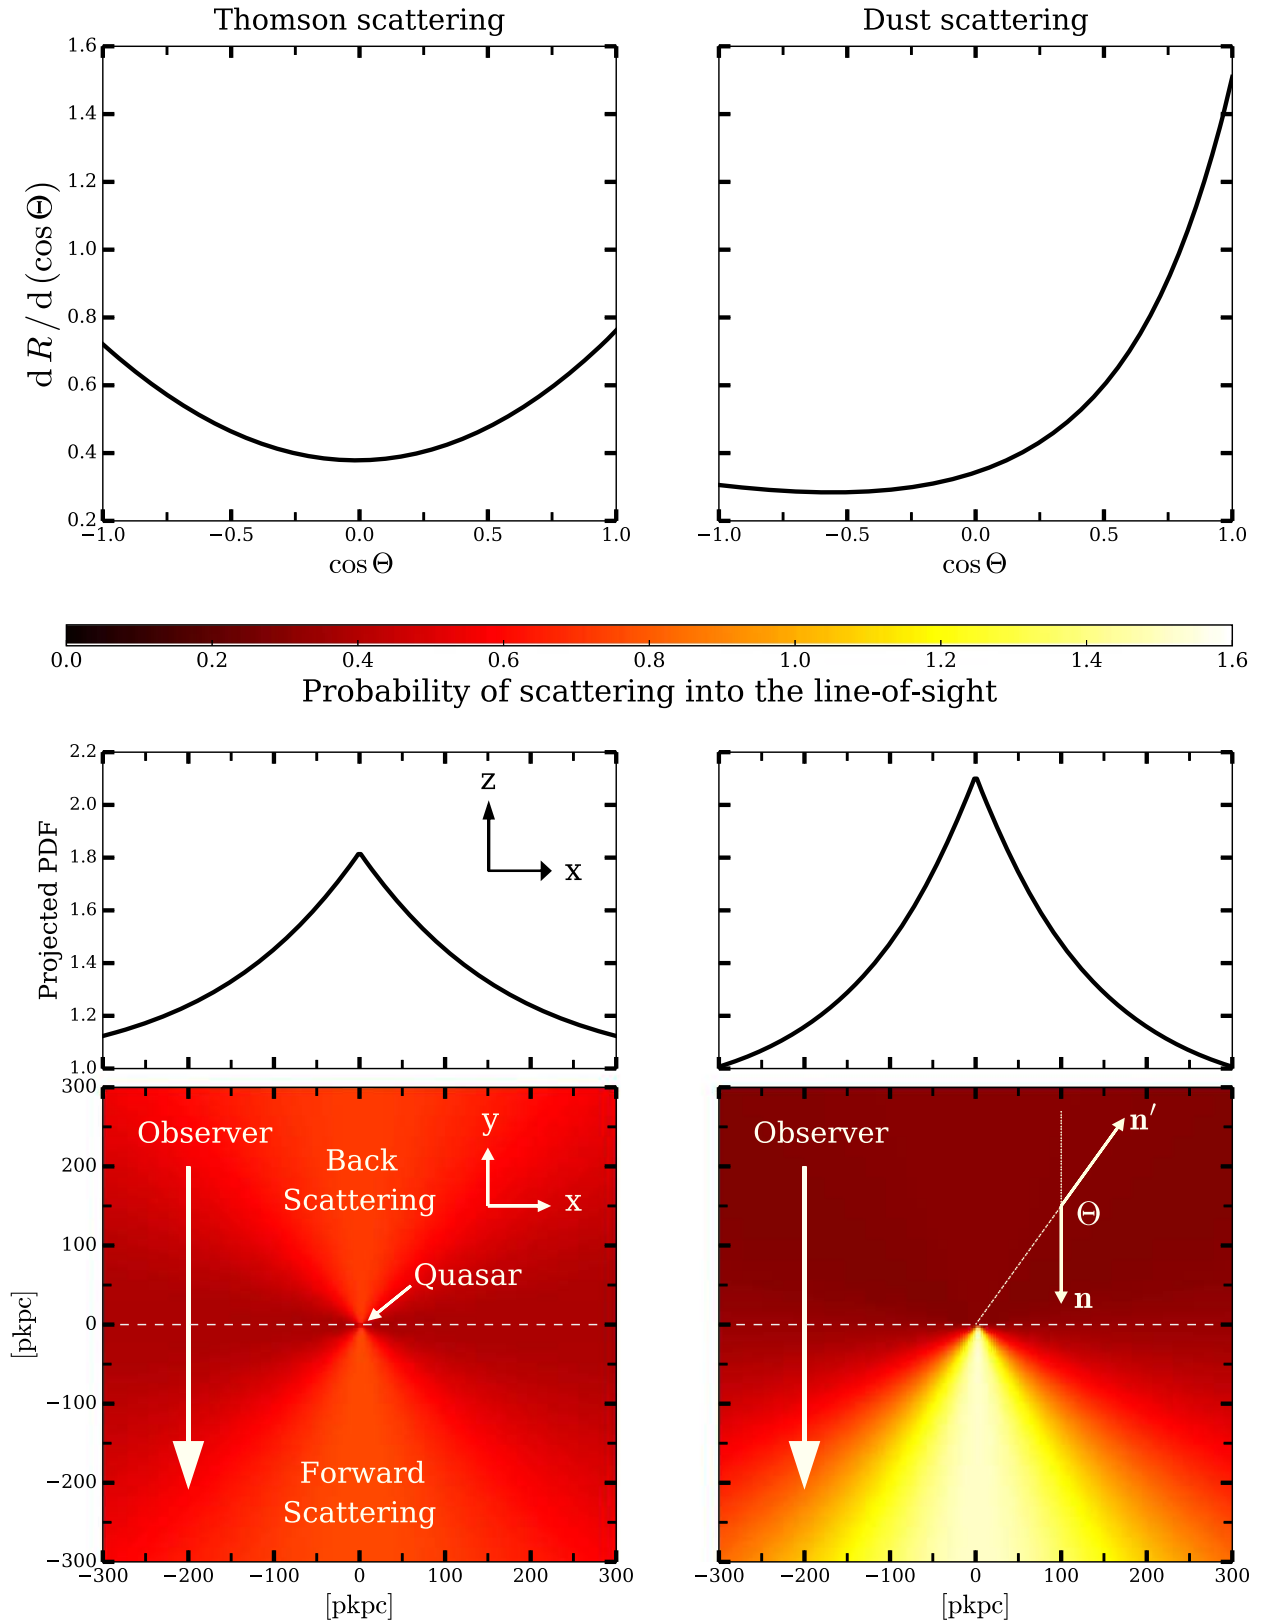 Thomson scattering
Dust scattering
d R / d (cos Θ)
1.6
1.4
1.2
1.0
0.8
0.6
0.4
0.2
−1.0 −0.5 0.0 0.5 1.0
cos Θ
−1.0 −0.5 0.0 0.5 1.0
cos Θ
0.0 0.2 0.4 0.6 0.8 1.0 1.2 1.4 1.6
Probability of scattering into the line-of-sight
Projected PDF
2.2
2.0
1.8
1.6
1.4
1.2
1.0
z
x
[pkpc]
300
200
100
0
−100
−200
−300
Observer
Back
Scattering
y
x
Quasar
Forward
Scattering
−300 −200 −100 0 100 200 300
[pkpc]
Observer
n′
Θ
n
−300 −200 −100 0 100 200 300
[pkpc]